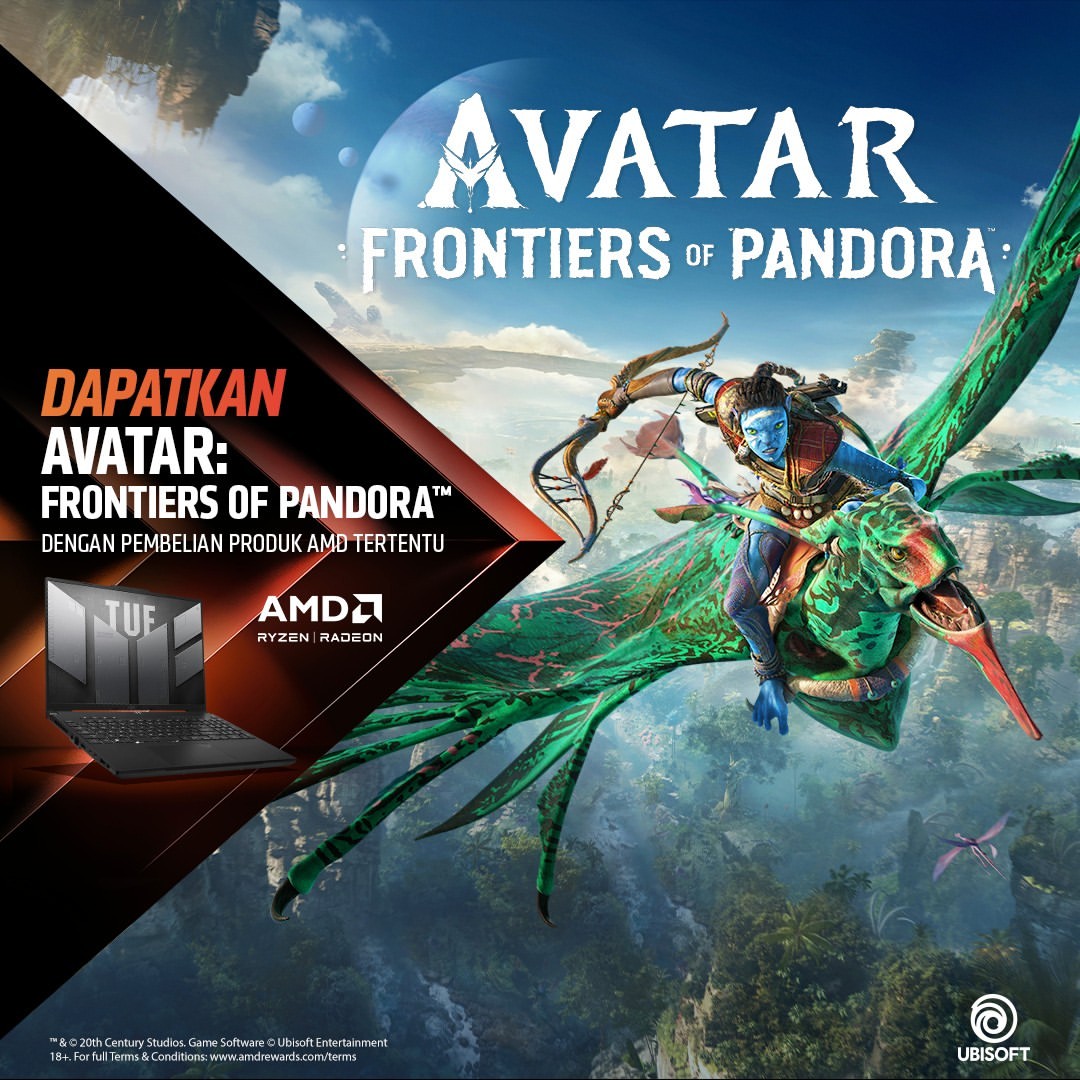 AVATAR
: FRONTIERS OF PANDORA™ :
DAPATKAN
AVATAR:
FRONTIERS OF PANDORA™
DENGAN PEMBELIAN PRODUK AMD TERTENTU
TUF
AMD
RYZEN | RADEON
™ & © 20th Century Studios. Game Software © Ubisoft Entertainment
18+. For full Terms & Conditions: www.amdrewards.com/terms
UBISOFT